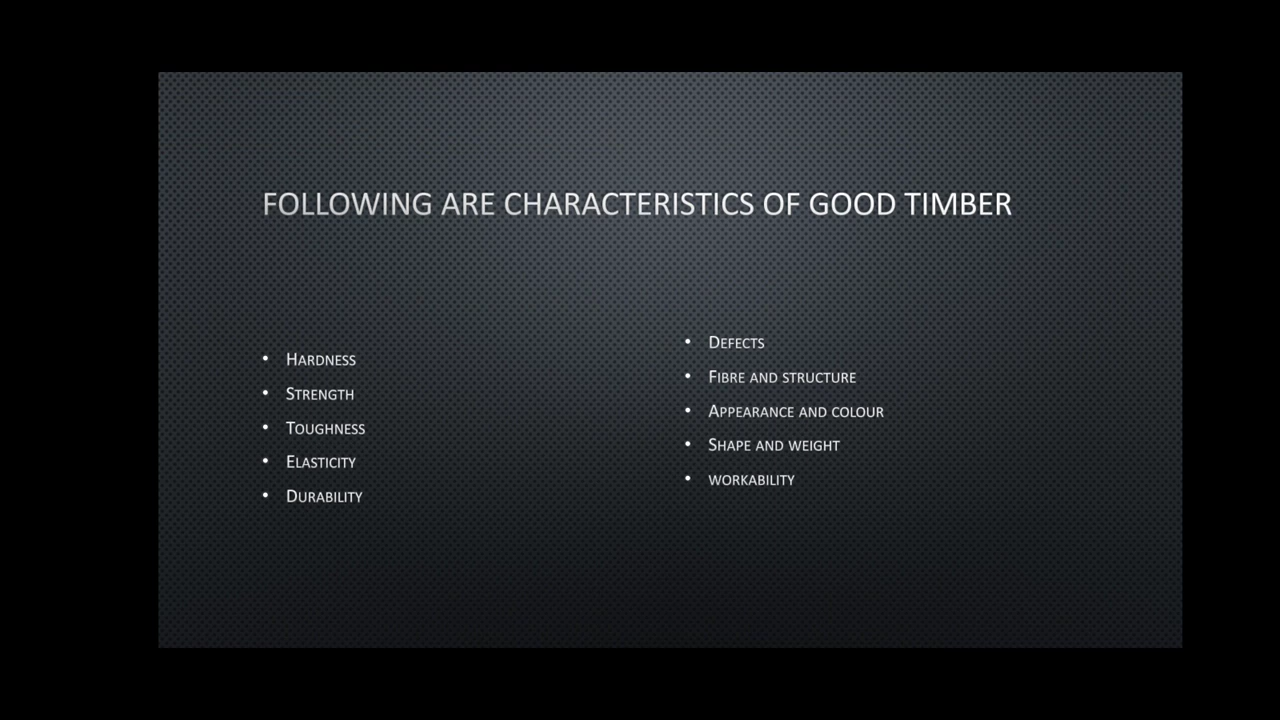 FOLLOWING ARE CHARACTERISTICS OF GOOD TIMBER
• HARDNESS
• STRENGTH
• TOUGHNESS
• ELASTICITY
• DURABILITY
• DEFECTS
• FIBRE AND STRUCTURE
• APPEARANCE AND COLOUR
• SHAPE AND WEIGHT
• WORKABILITY